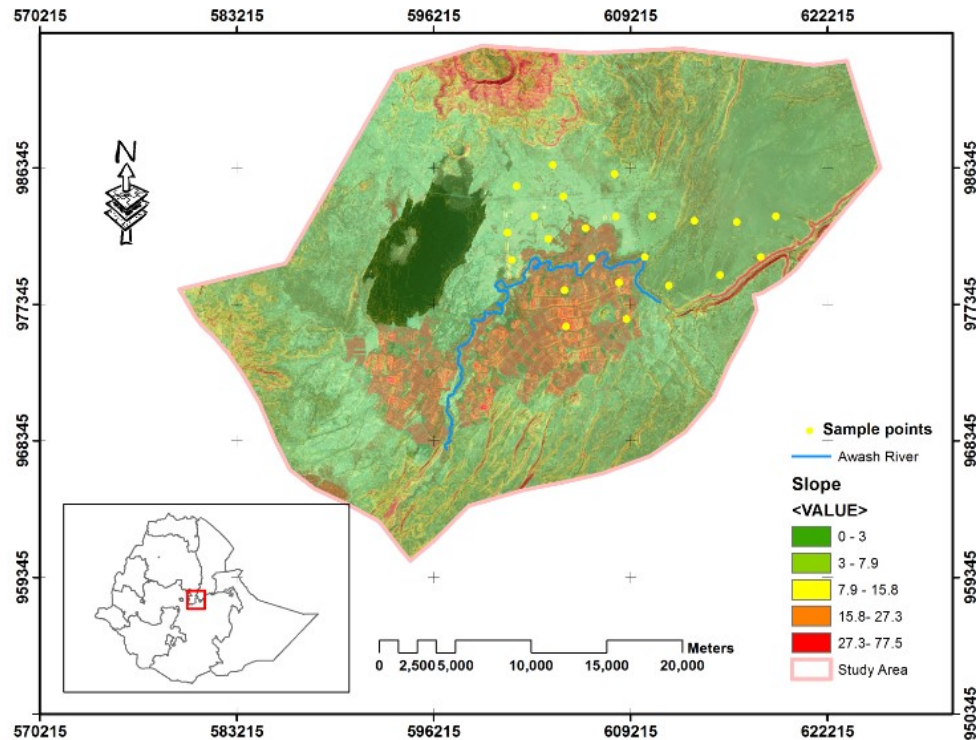 570215 583215 596215 609215 622215
986345 986345
977345 977345
968345 968345
959345 959345
950345 950345
N
Sample points
Awash River
Slope
<VALUE>
0 - 3
3 - 7.9
7.9 - 15.8
15.8- 27.3
27.3- 77.5
Study Area
Meters
0 2,500 5,000 10,000 15,000 20,000
570215 583215 596215 609215 622215